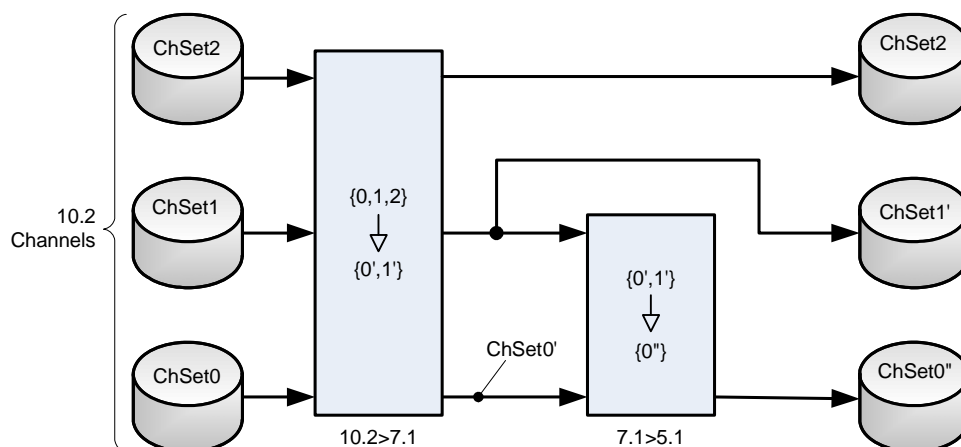 ChSet2
ChSet2
10.2
Channels
ChSet1
{0,1,2}
{0',1'}
ChSet1'
{0',1'}
{0"}
ChSet0'
ChSet0
ChSet0"
10.2>7.1
7.1>5.1